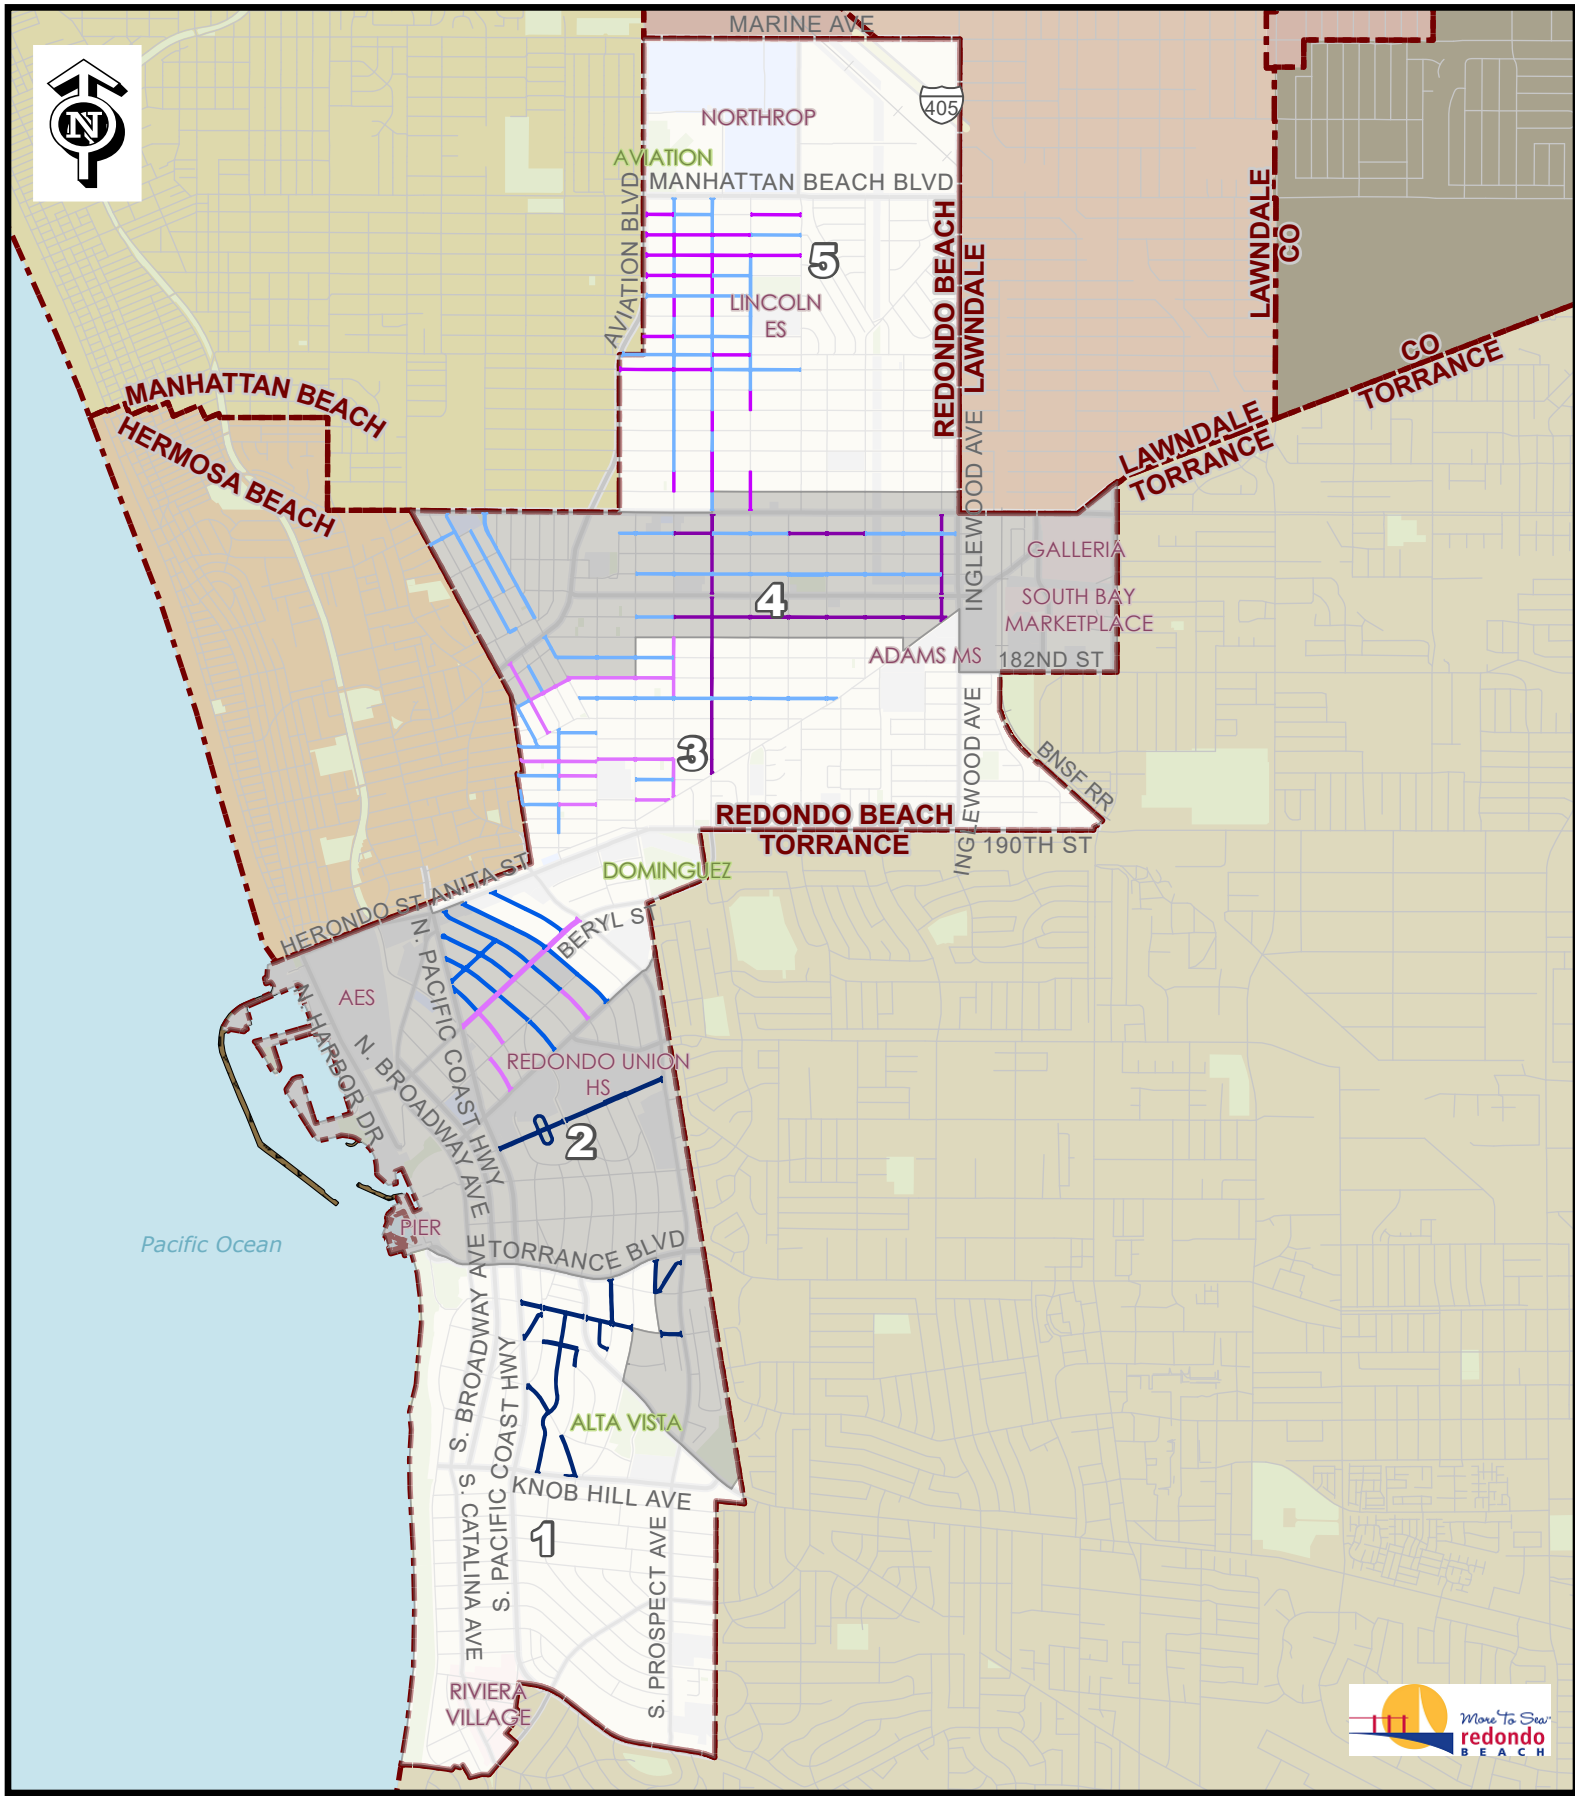 MARINE AVE
N
405
NORTHROP
AVIATION
MANHATTAN BEACH BLVD
AVIATION BLVD
5
REDONDO BEACH
LAWNDALE
LAWNDALE
CO
LINCOLN
ES
CO
TORRANCE
MANHATTAN BEACH
HERMOSA BEACH
LAWNDALE
TORRANCE
INGLEWOOD AVE
GALLERIA
4
SOUTH BAY
MARKETPLACE
ADAMS MS
182ND ST
3
INGLEWOOD AVE
BNSF RR
REDONDO BEACH
TORRANCE
190TH ST
DOMINGUEZ
HERONDO ST
ANITA ST
BERYL ST
N. PACIFIC COAST HWY
AES
N. HARBOR DR
N. BROADWAY AVE
REDONDO UNION
HS
2
PIER
Pacific Ocean
TORRANCE BLVD
S. BROADWAY AVE
S. PACIFIC COAST HWY
ALTA VISTA
KNOB HILL AVE
S. CATALINA AVE
1
S. PROSPECT AVE
RIVIERA
VILLAGE
More To Sea
redondo
BEACH